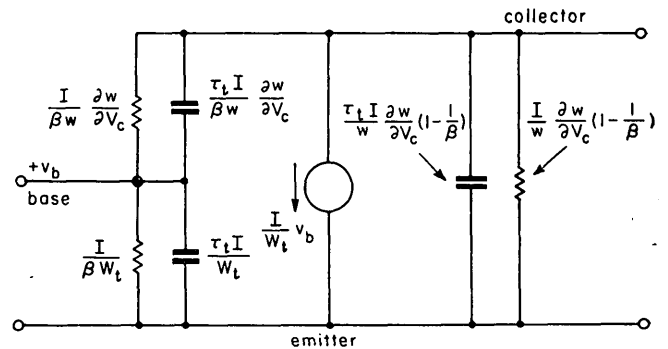 collector
I/βw ∂w/∂V_c
τ_t I/βw ∂w/∂V_c
τ_t I/w ∂w/∂V_c (1-1/β)
I/w ∂w/∂V_c (1-1/β)
+v_b
base
I/W_t v_b
I/βW_t
τ_t I/W_t
emitter